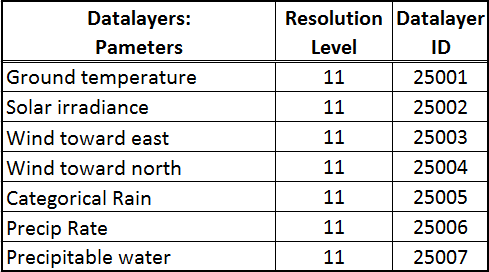 Datalayers: Resolution Datalayer
Pameters Level ID
Ground temperature 11 25001
Solar irradiance 11 25002
Wind toward east 11 25003
Wind toward north 11 25004
Categorical Rain 11 25005
Precip Rate 11 25006
Precipitable water 11 25007